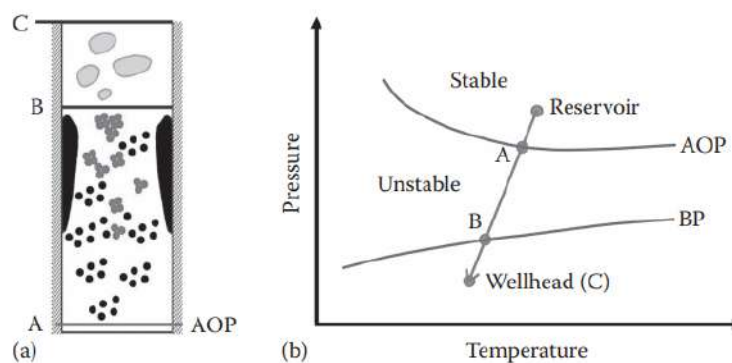 C
B
A
AOP
(a)
Pressure
Stable
Reservoir
A
AOP
Unstable
B
BP
Wellhead (C)
(b)
Temperature